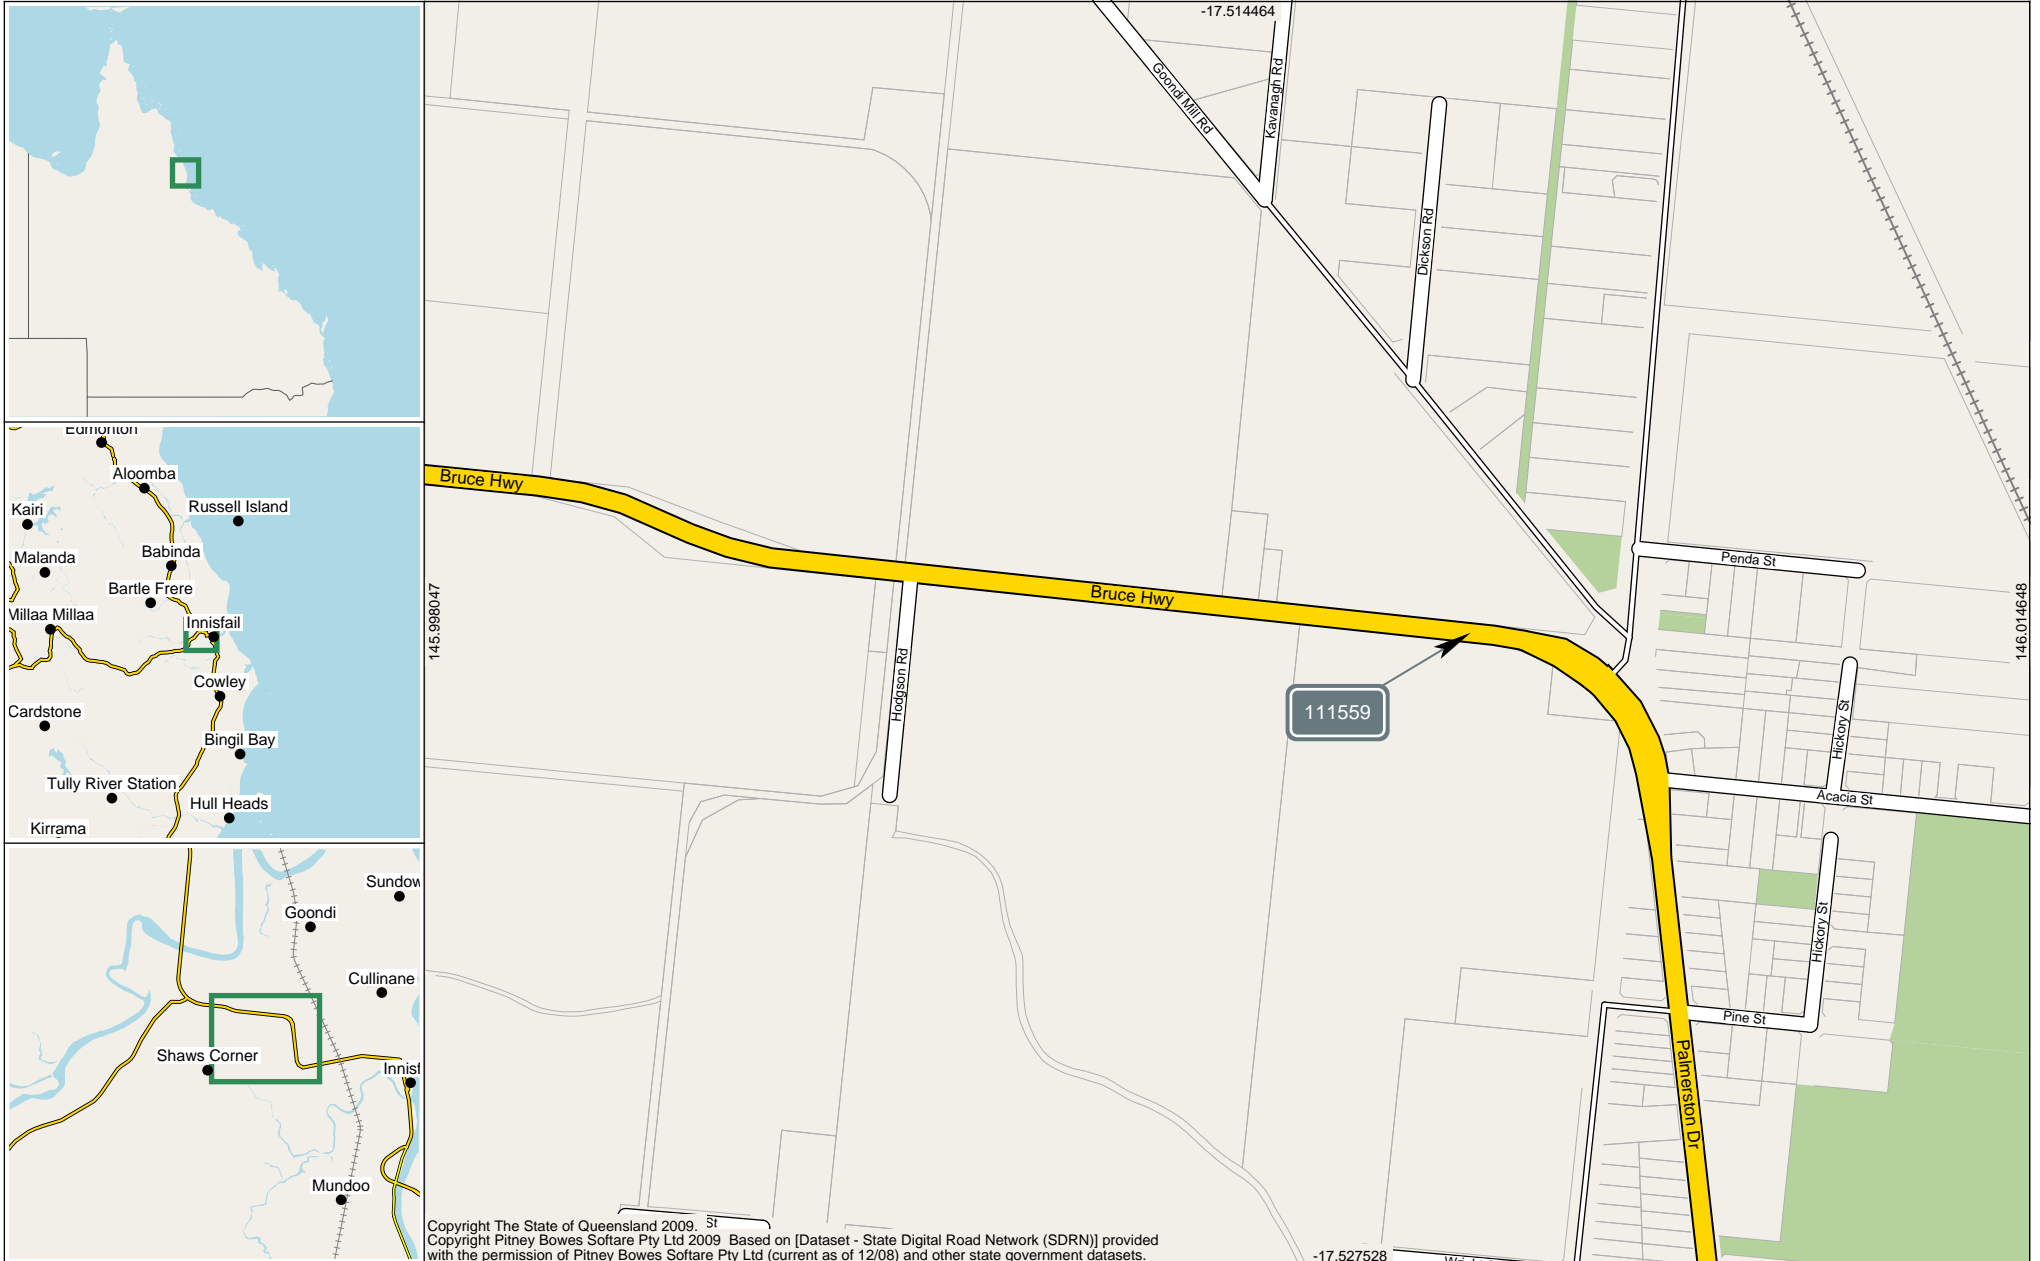 Edmonton
Aloomba
Russell Island
Kairi
Malanda
Babinda
Bartle Frere
Millaa Millaa
Innisfail
Cowley
Cardstone
Bingil Bay
Tully River Station
Hull Heads
Kirrama
Sundow
Goondi
Cullinane
Shaws Corner
Innisf
Mundoo
-17.514464
Goondi Mill Rd
Kavanagh Rd
Dickson Rd
Bruce Hwy
Bruce Hwy
Penda St
145.998047
146.014648
Hodgson Rd
111559
Hickory St
Acacia St
Hickory St
Pine St
Palmerston Dr
St
Copyright The State of Queensland 2009.
Copyright Pitney Bowes Softare Pty Ltd 2009 Based on [Dataset - State Digital Road Network (SDRN)] provided
with the permission of Pitney Bowes Softare Pty Ltd (current as of 12/08) and other state government datasets.
-17.527528